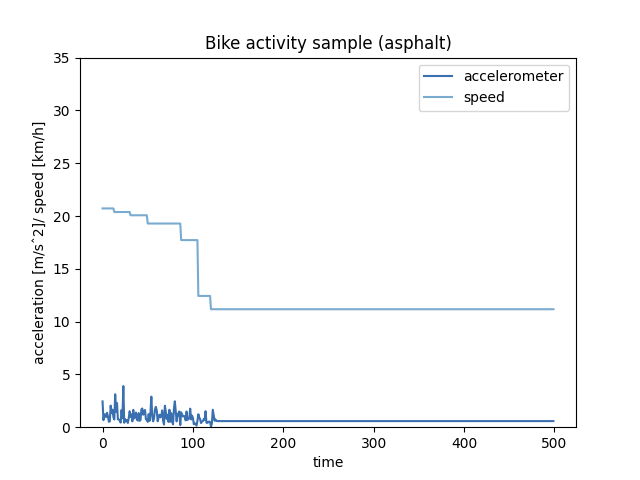 Bike activity sample (asphalt)
accelerometer
speed
35
30
25
20
15
10
5
0
acceleration [m/sˆ2]/ speed [km/h]
0 100 200 300 400 500
time